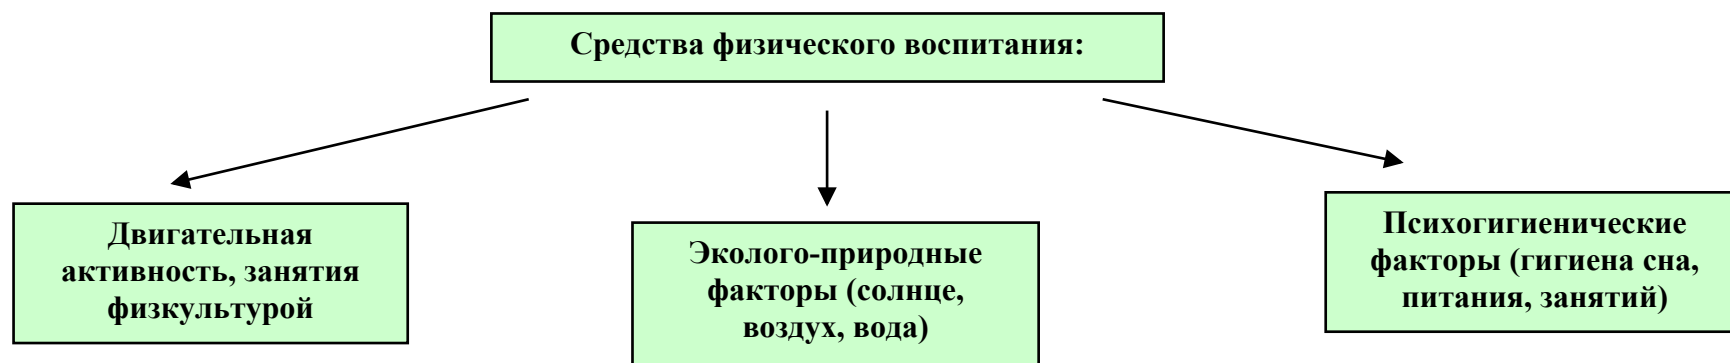 Средства физического воспитания:
Двигательная
активность, занятия
физкультурой
Эколого-природные
факторы (солнце,
воздух, вода)
Психогигиенические
факторы (гигиена сна,
питания, занятий)